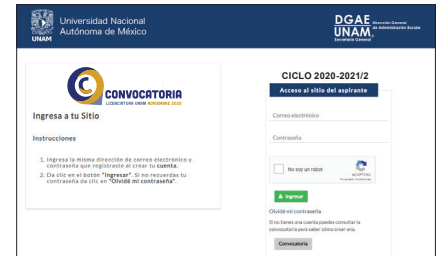 Universidad Nacional
Autónoma de México
UNAM
DGAE Dirección General
de Administración Escolar
UNAM
Secretaría General
CONVOCATORIA
LICENCIATURA UNAM NOVIEMBRE 2020
Ingresa a tu Sitio
Instrucciones
1. Ingresa la misma dirección de correo electrónico y
contraseña que registraste al crear tu cuenta.
2. Da clic en el botón "Ingresar". Si no recuerdas tu
contraseña da clic en "Olvidé mi contraseña".
CICLO 2020-2021/2
Acceso al sitio del aspirante
Correo electrónico
Contraseña
No soy un robot
reCAPTCHA
Ingresar
Olvidé mi contraseña
Si no tienes una cuenta puedes consultar la
convocatoria para saber cómo crear una.
Convocatoria